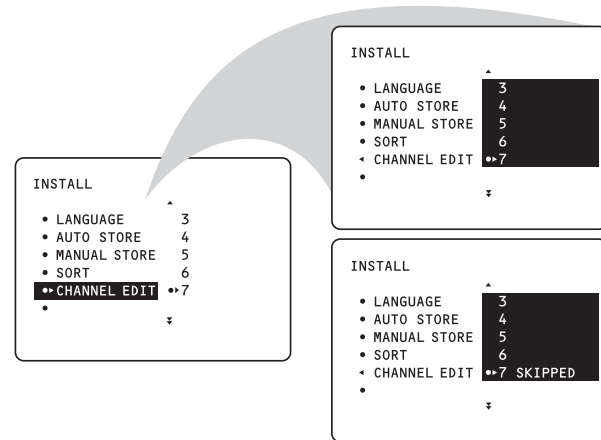 INSTALL
• LANGUAGE 3
• AUTO STORE 4
• MANUAL STORE 5
• SORT 6
•▸ CHANNEL EDIT •▸ 7
•
INSTALL
• LANGUAGE 3
• AUTO STORE 4
• MANUAL STORE 5
• SORT 6
◂ CHANNEL EDIT •▸ 7
•
INSTALL
• LANGUAGE 3
• AUTO STORE 4
• MANUAL STORE 5
• SORT 6
◂ CHANNEL EDIT •▸ 7 SKIPPED
•